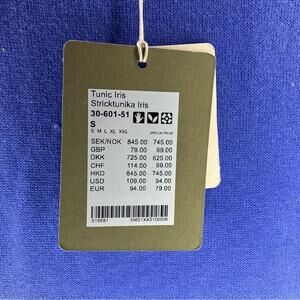 Tunic Iris
Stricktunika Iris
30-601-51
S
S M L XL XXL SPECIAL PRICE
SEK/NOK 845.00 745.00
GBP 79.00 69.00
DKK 725.00 625.00
CHF 114.00 99.00
HKD 845.00 745.00
USD 109.00 94.00
EUR 94.00 79.00